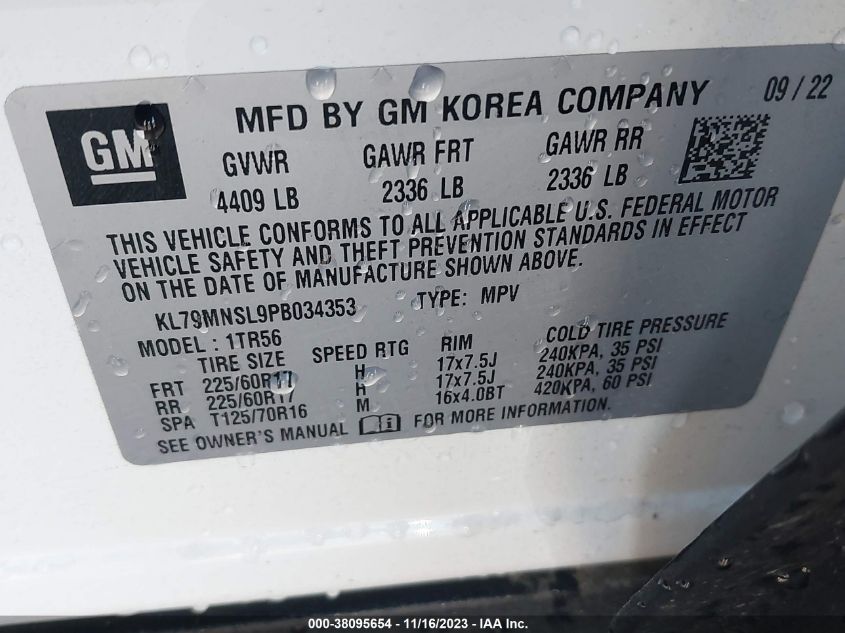 GM
MFD BY GM KOREA COMPANY 09 / 22
GVWR GAWR FRT GAWR RR
4409 LB 2336 LB 2336 LB
THIS VEHICLE CONFORMS TO ALL APPLICABLE U.S. FEDERAL MOTOR
VEHICLE SAFETY AND THEFT PREVENTION STANDARDS IN EFFECT
ON THE DATE OF MANUFACTURE SHOWN ABOVE.
KL79MNSL9PB034353 TYPE: MPV
MODEL : 1TR56
TIRE SIZE SPEED RTG RIM COLD TIRE PRESSURE
FRT 225/60R17 H 17x7.5J 240KPA, 35 PSI
RR 225/60R17 H 17x7.5J 240KPA, 35 PSI
SPA T125/70R16 M 16x4.0BT 420KPA, 60 PSI
SEE OWNER'S MANUAL FOR MORE INFORMATION.
000-38095654 - 11/16/2023 - IAA Inc.